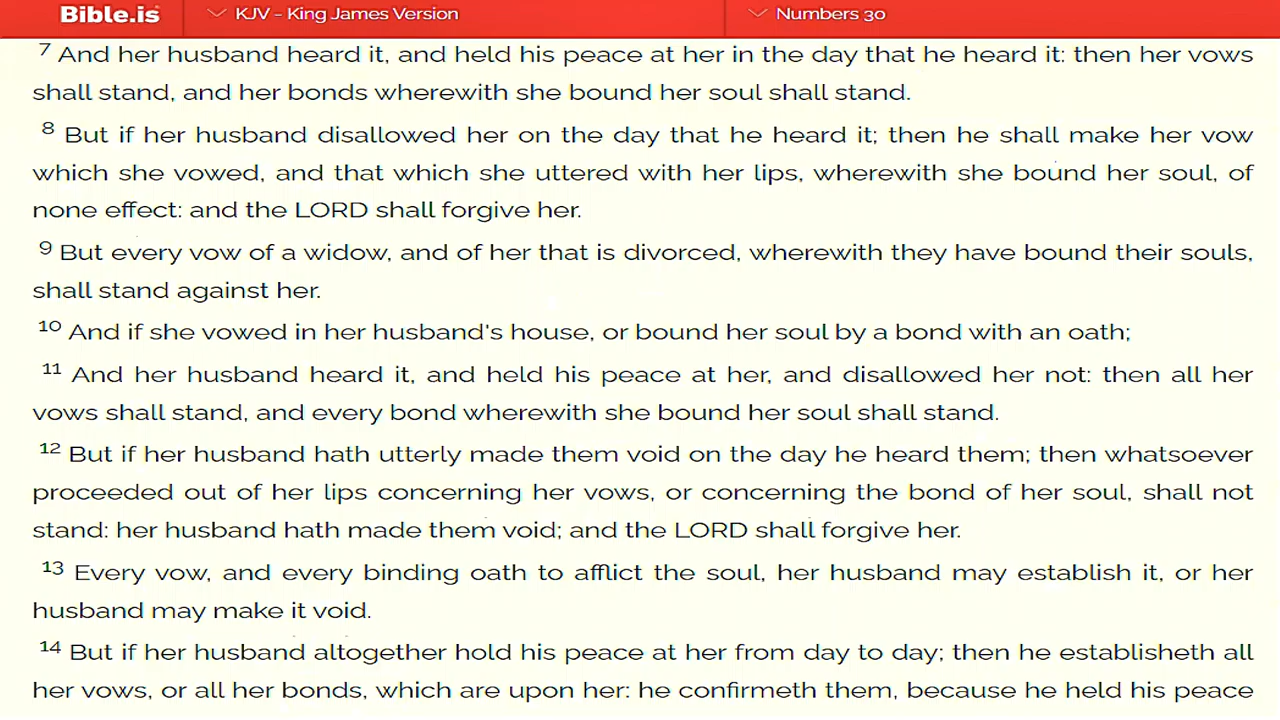 Bible.is KJV - King James Version Numbers 30
7 And her husband heard it, and held his peace at her in the day that he heard it: then her vows
shall stand, and her bonds wherewith she bound her soul shall stand.
8 But if her husband disallowed her on the day that he heard it; then he shall make her vow
which she vowed, and that which she uttered with her lips, wherewith she bound her soul, of
none effect: and the LORD shall forgive her.
9 But every vow of a widow, and of her that is divorced, wherewith they have bound their souls,
shall stand against her.
10 And if she vowed in her husband's house, or bound her soul by a bond with an oath;
11 And her husband heard it, and held his peace at her, and disallowed her not: then all her
vows shall stand, and every bond wherewith she bound her soul shall stand.
12 But if her husband hath utterly made them void on the day he heard them; then whatsoever
proceeded out of her lips concerning her vows, or concerning the bond of her soul, shall not
stand: her husband hath made them void; and the LORD shall forgive her.
13 Every vow, and every binding oath to afflict the soul, her husband may establish it, or her
husband may make it void.
14 But if her husband altogether hold his peace at her from day to day; then he establisheth all
her vows, or all her bonds, which are upon her: he confirmeth them, because he held his peace